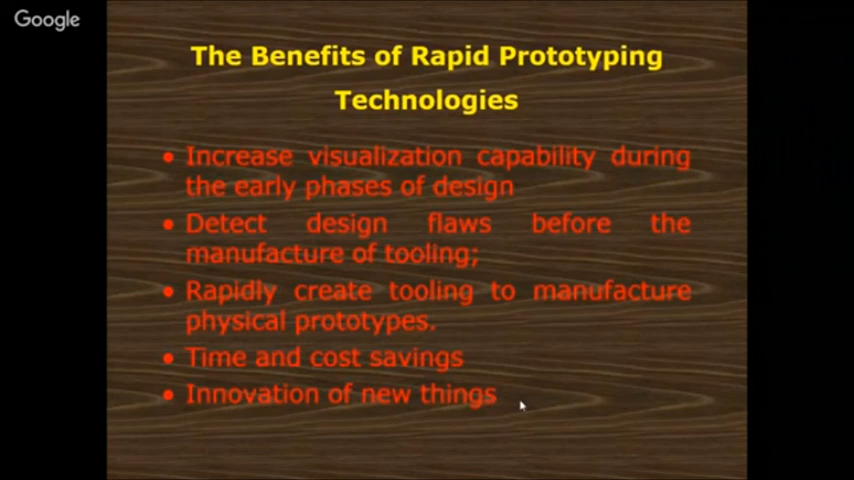 Google
The Benefits of Rapid Prototyping
Technologies
• Increase visualization capability during
the early phases of design
• Detect design flaws before the
manufacture of tooling;
• Rapidly create tooling to manufacture
physical prototypes.
• Time and cost savings
• Innovation of new things